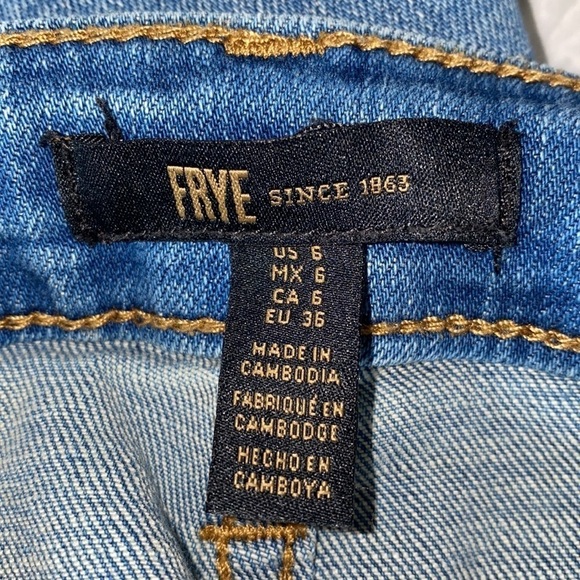 FRYE SINCE 1863
US 6
MX 6
CA 6
EU 36
MADE IN
CAMBODIA
FABRIQUÉ EN
CAMBODGE
HECHO EN
CAMBOYA